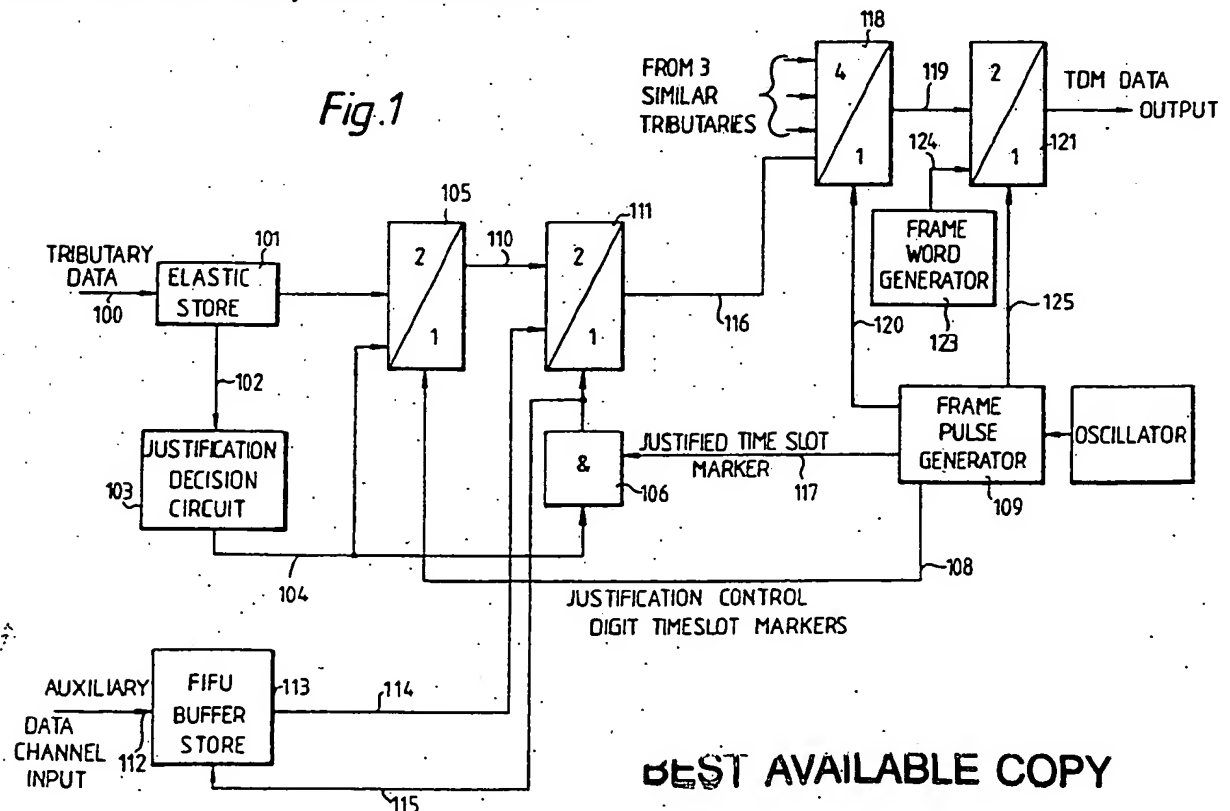 Fig.1
118
FROM 3
SIMILAR
TRIBUTARIES
4
1
119
2
1
121
TDM DATA
OUTPUT
124
FRAME
WORD
GENERATOR
123
120
125
105
2
1
110
111
2
1
116
TRIBUTARY
DATA
100
101
ELASTIC
STORE
102
JUSTIFICATION
DECISION
CIRCUIT
103
104
&
106
JUSTIFIED TIME SLOT
MARKER
117
FRAME
PULSE
GENERATOR
109
OSCILLATOR
108
JUSTIFICATION CONTROL
DIGIT TIMESLOT MARKERS
AUXILIARY
DATA
CHANNEL
INPUT
112
FIFU
BUFFER
STORE
113
114
115
BEST AVAILABLE COPY